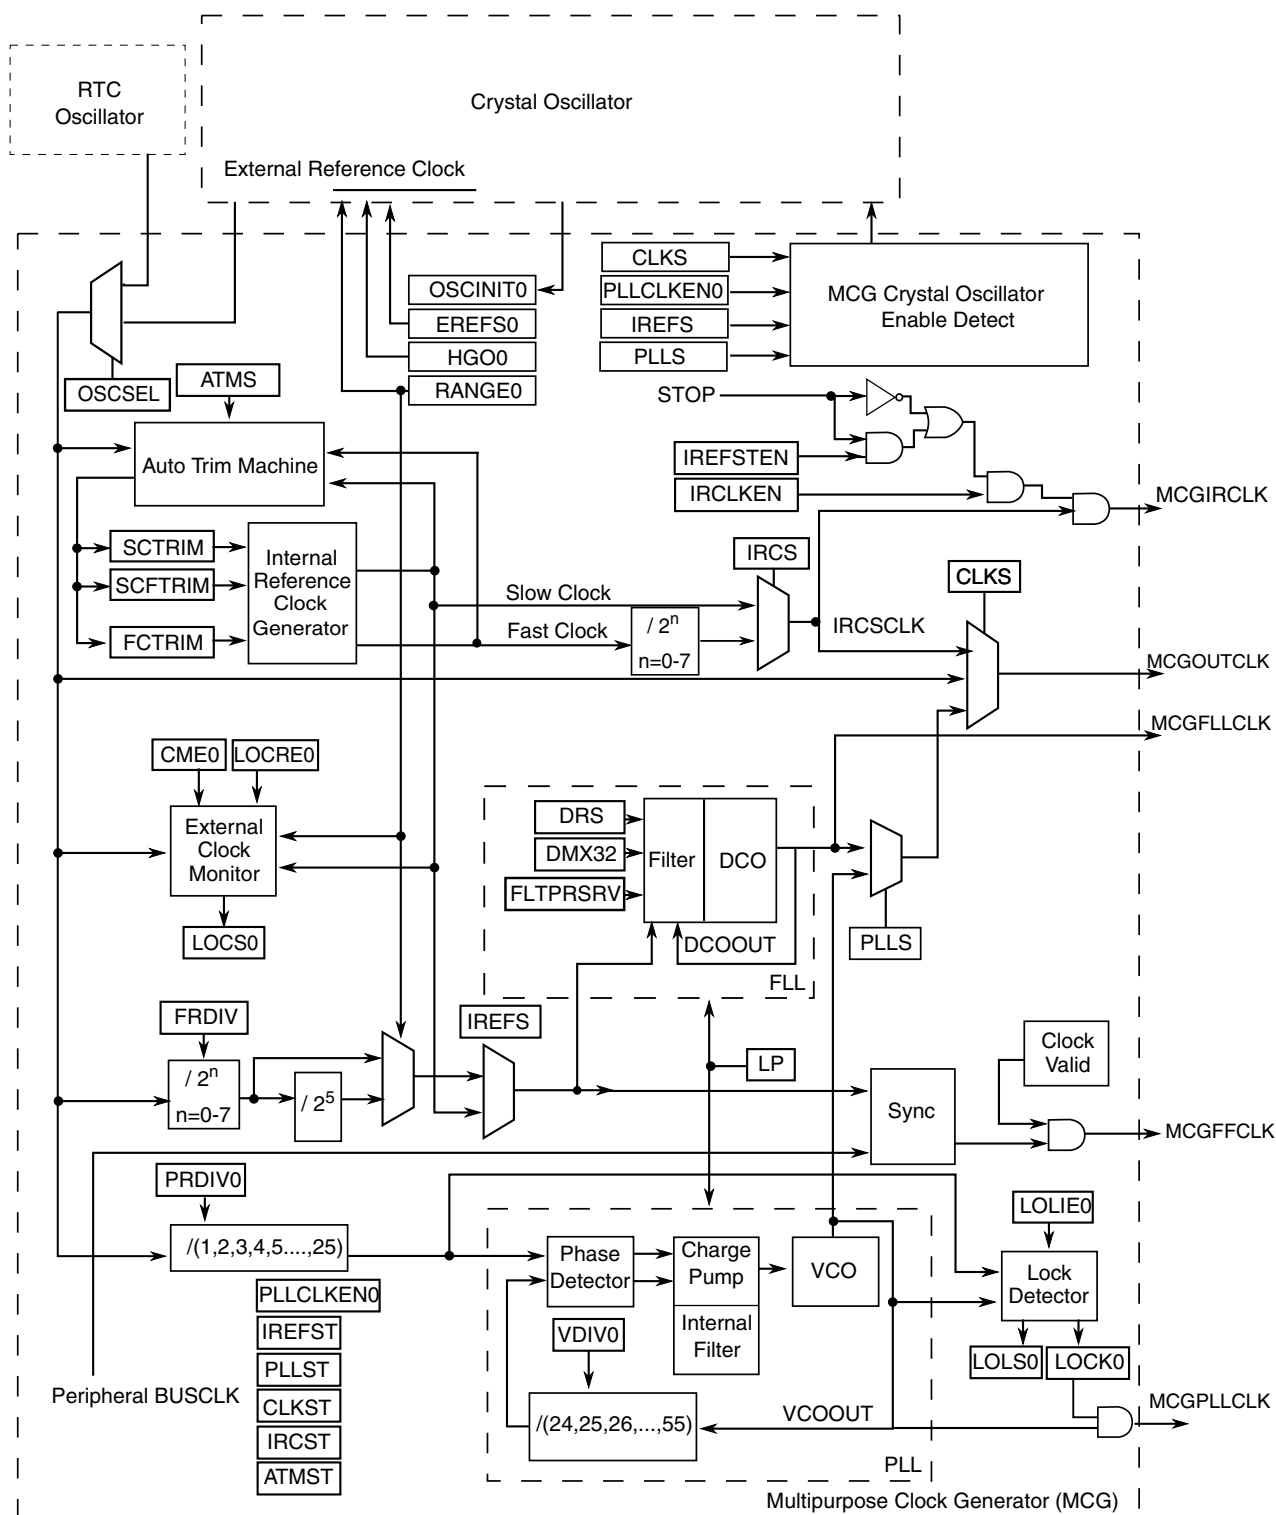 RTC
Oscillator
Crystal Oscillator
External Reference Clock
OSCINIT0
EREFS0
HGO0
RANGE0
CLKS
PLLCLKEN0
IREFS
PLLS
MCG Crystal Oscillator
Enable Detect
OSCSEL
ATMS
STOP
Auto Trim Machine
IREFSTEN
IRCLKEN
MCGIRCLK
SCTRIM
SCFTRIM
FCTRIM
Internal
Reference
Clock
Generator
IRCS
CLKS
Slow Clock
Fast Clock
/ 2n
n=0-7
IRCSCLK
MCGOUTCLK
MCGFLLCLK
CME0
LOCRE0
External
Clock
Monitor
LOCS0
DRS
DMX32
FLTPRSRV
Filter
DCO
DCOOUT
FLL
PLLS
FRDIV
/ 2n
n=0-7
/ 25
IREFS
LP
Clock
Valid
Sync
MCGFFCLK
PRDIV0
/(1,2,3,4,5....,25)
Phase
Detector
Charge
Pump
Internal
Filter
VCO
LOLIE0
Lock
Detector
LOLS0
LOCK0
PLLCLKEN0
IREFST
PLLST
CLKST
IRCST
ATMST
VDIV0
/(24,25,26,...,55)
VCOOUT
PLL
Peripheral BUSCLK
MCGPLLCLK
Multipurpose Clock Generator (MCG)